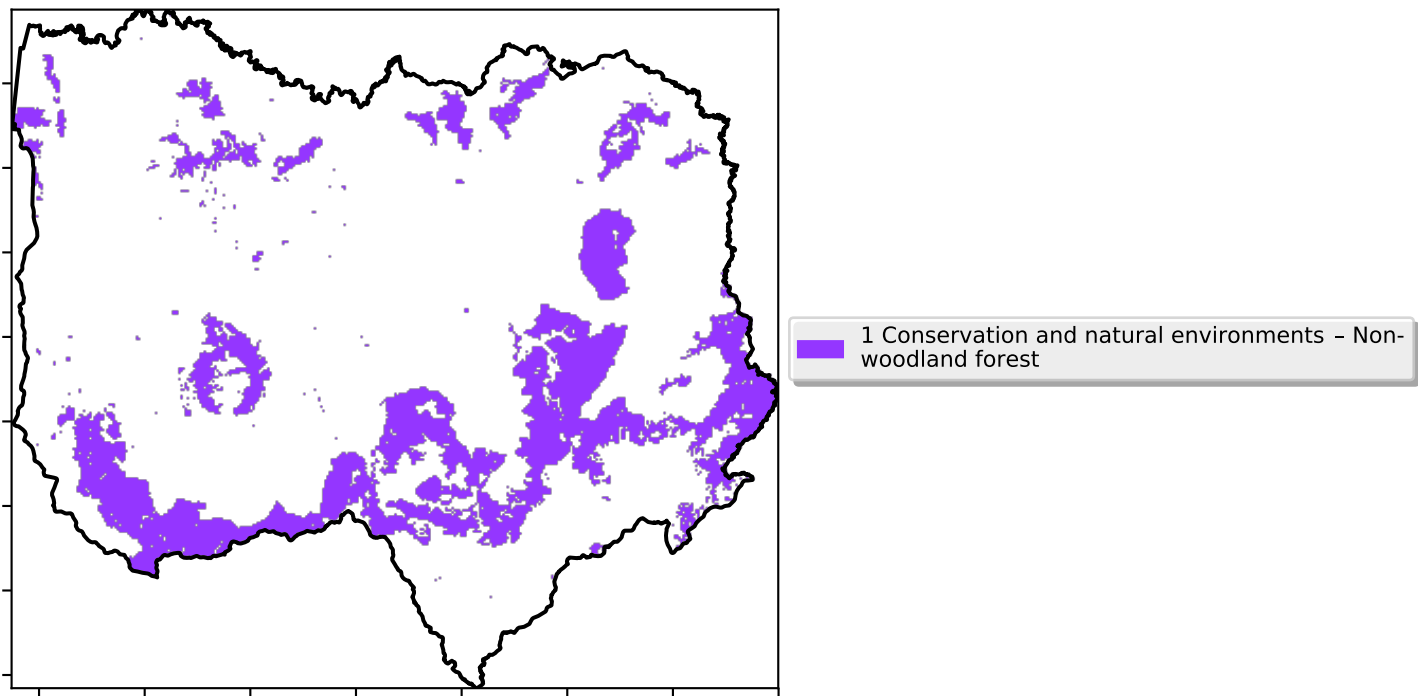 1 Conservation and natural environments – Non-
woodland forest